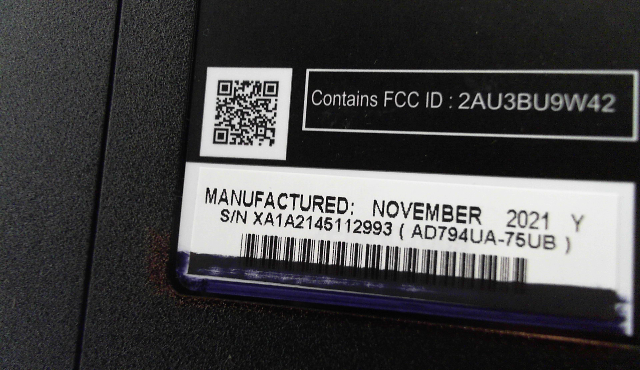 Contains FCC ID : 2AU3BU9W42
MANUFACTURED: NOVEMBER 2021 Y
S/N XA1A2145112993 ( AD794UA-75UB )